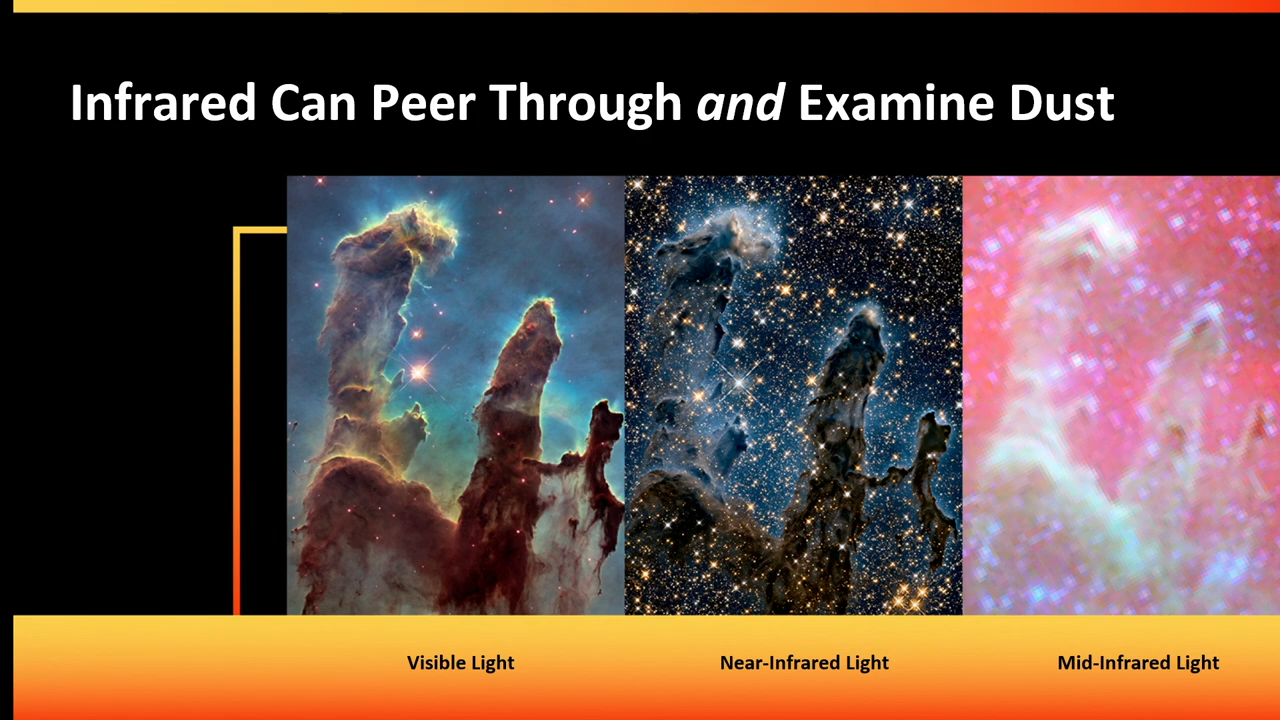 Infrared Can Peer Through and Examine Dust
Visible Light
Near-Infrared Light
Mid-Infrared Light